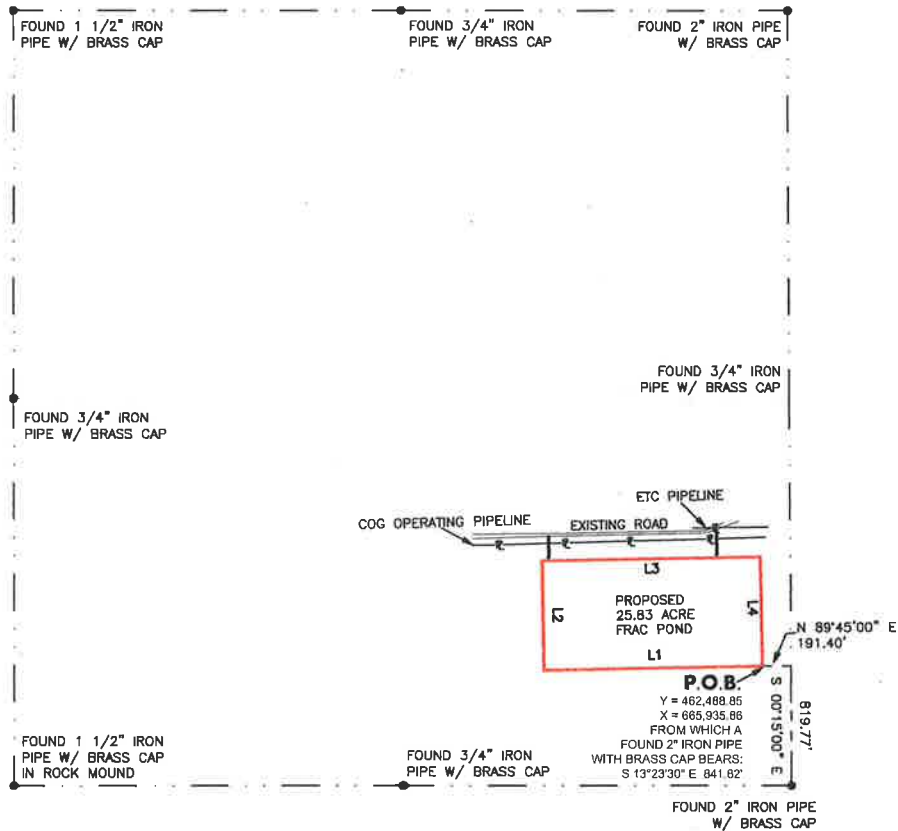 FOUND 1 1/2" IRON
PIPE W/ BRASS CAP
FOUND 3/4" IRON
PIPE W/ BRASS CAP
FOUND 2" IRON PIPE
W/ BRASS CAP
FOUND 3/4" IRON
PIPE W/ BRASS CAP
FOUND 3/4" IRON
PIPE W/ BRASS CAP
ETC PIPELINE
COG OPERATING PIPELINE
EXISTING ROAD
L3
L2
PROPOSED
25.83 ACRE
FRAC POND
L4
L1
N 89°45'00" E
191.40'
P.O.B.
Y = 462,488.85
X = 665,935.86
FROM WHICH A
FOUND 2" IRON PIPE
WITH BRASS CAP BEARS:
S 13°23'30" E 841.82'
S 00°15'00" E
819.77'
FOUND 1 1/2" IRON
PIPE W/ BRASS CAP
IN ROCK MOUND
FOUND 3/4" IRON
PIPE W/ BRASS CAP
FOUND 2" IRON PIPE
W/ BRASS CAP